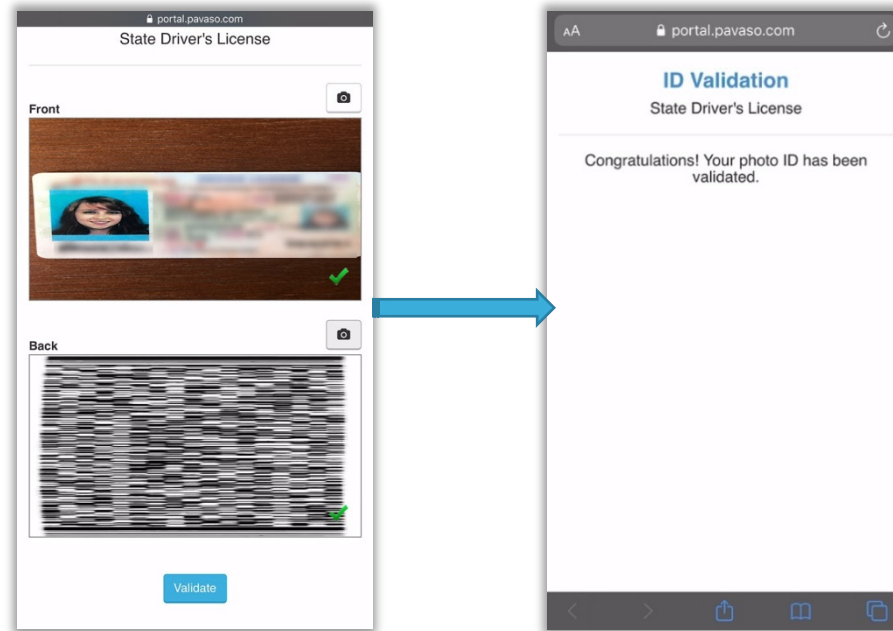 portal.pavaso.com
State Driver's License
Front
Back
Validate
AA
portal.pavaso.com
ID Validation
State Driver's License
Congratulations! Your photo ID has been
validated.